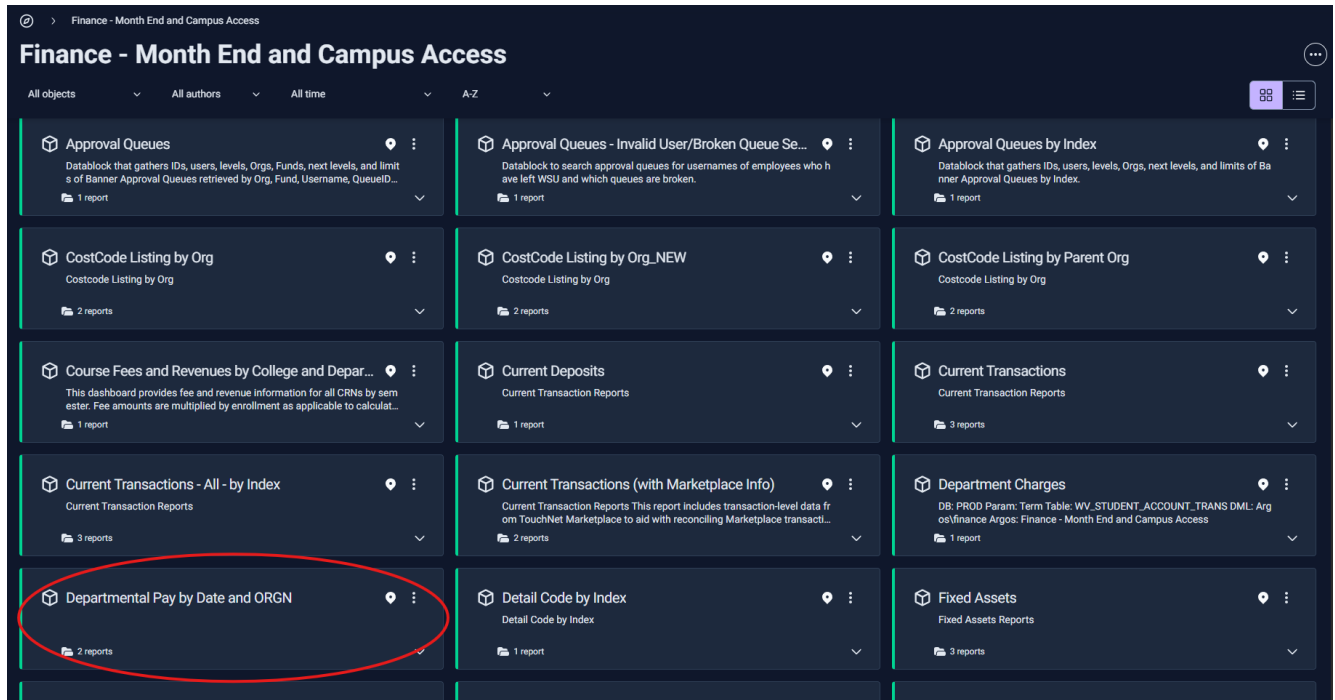 Finance - Month End and Campus Access
Finance - Month End and Campus Access
All objects
All authors
All time
A-Z
Approval Queues
Datablock that gathers IDs, users, levels, Orgs, Funds, next levels, and limit
s of Banner Approval Queues retrieved by Org, Fund, Username, QueueID...
1 report
Approval Queues - Invalid User/Broken Queue Se...
Datablock to search approval queues for usernames of employees who h
ave left WSU and which queues are broken.
1 report
Approval Queues by Index
Datablock that gathers IDs, users, levels, Orgs, next levels, and limits of Ba
nner Approval Queues by Index.
1 report
CostCode Listing by Org
Costcode Listing by Org
2 reports
CostCode Listing by Org_NEW
Costcode Listing by Org
2 reports
CostCode Listing by Parent Org
Costcode Listing by Org
2 reports
Course Fees and Revenues by College and Depar...
This dashboard provides fee and revenue information for all CRNs by sem
ester. Fee amounts are multiplied by enrollment as applicable to calculat...
1 report
Current Deposits
Current Transaction Reports
1 report
Current Transactions
Current Transaction Reports
3 reports
Current Transactions - All - by Index
Current Transaction Reports
3 reports
Current Transactions (with Marketplace Info)
Current Transaction Reports This report includes transaction-level data fr
om TouchNet Marketplace to aid with reconciling Marketplace transacti...
2 reports
Department Charges
DB: PROD Param: Term Table: WV_STUDENT_ACCOUNT_TRANS DML: Arg
os\finance Argos: Finance - Month End and Campus Access
1 report
Departmental Pay by Date and ORGN
2 reports
Detail Code by Index
Detail Code by Index
1 report
Fixed Assets
Fixed Assets Reports
3 reports